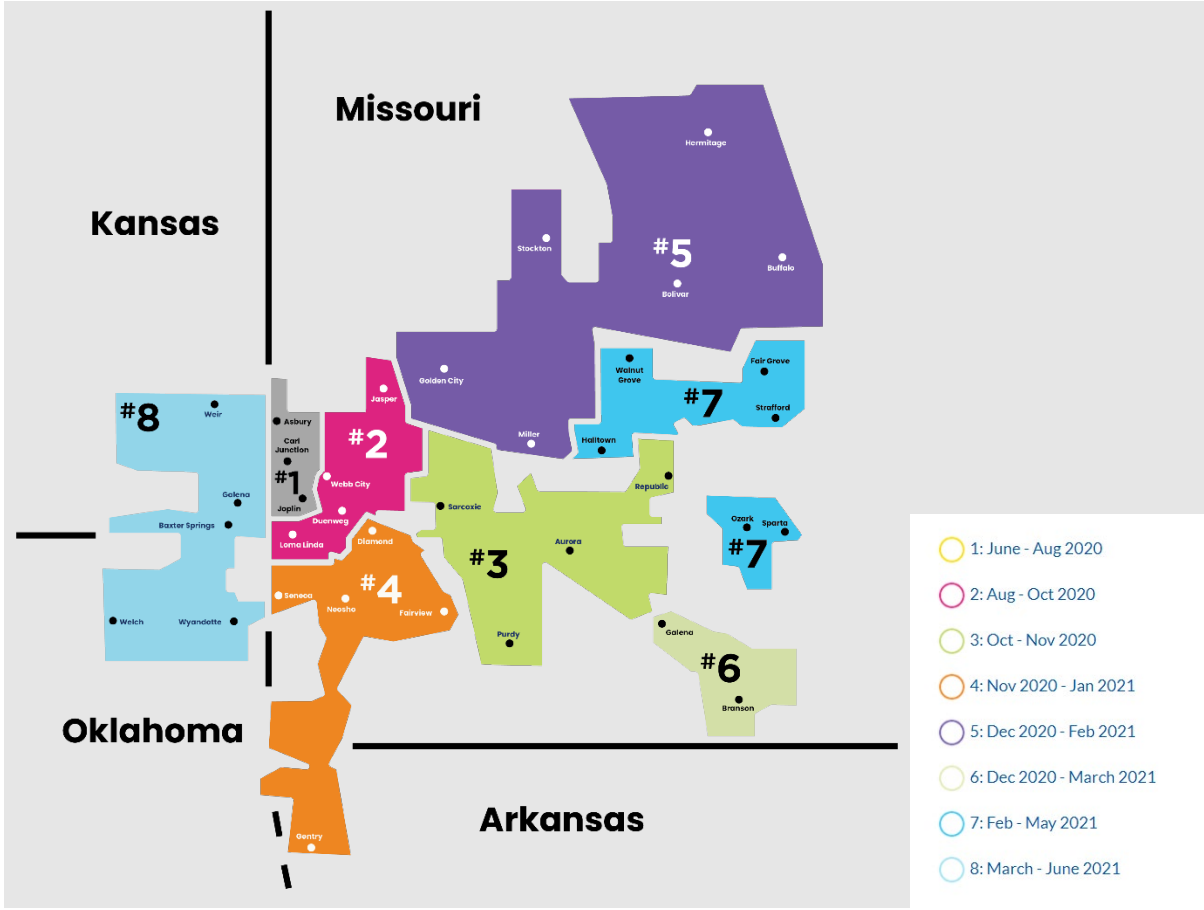 Missouri
Hermitage
Kansas
Stockton
#5
Buffalo
Bolivar
Golden City
Walnut
Grove
Fair Grove
#7
Strafford
Jasper
#8
Weir
Asbury
Carl
Junction
#2
Miller
Halltown
#1
Webb City
Republic
Joplin
Galena
Sarcoxie
Baxter Springs
Duenweg
Ozark
Sparta
Loma Linda
Diamond
Aurora
#7
#3
#4
Seneca
Neosho
Fairview
Welch
Wyandotte
Purdy
Galena
#6
Branson
Oklahoma
Arkansas
Gentry
1: June - Aug 2020
2: Aug - Oct 2020
3: Oct - Nov 2020
4: Nov 2020 - Jan 2021
5: Dec 2020 - Feb 2021
6: Dec 2020 - March 2021
7: Feb - May 2021
8: March - June 2021